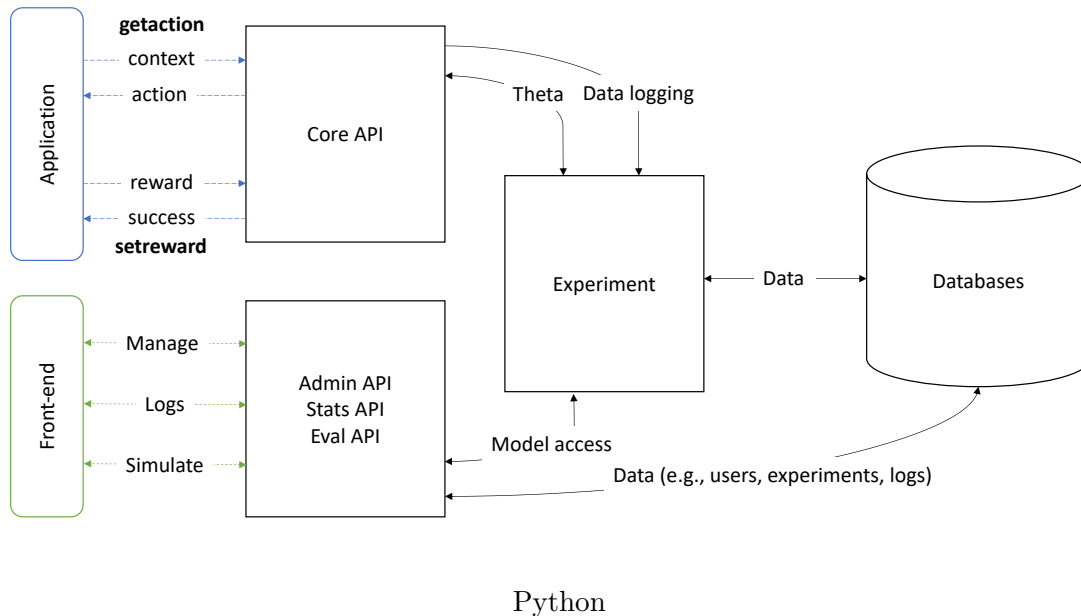 getaction
context
action
reward
success
setreward
Application
Core API
Theta
Data logging
Experiment
Data
Databases
Front-end
Manage
Logs
Simulate
Admin API
Stats API
Eval API
Model access
Data (e.g., users, experiments, logs)
Python